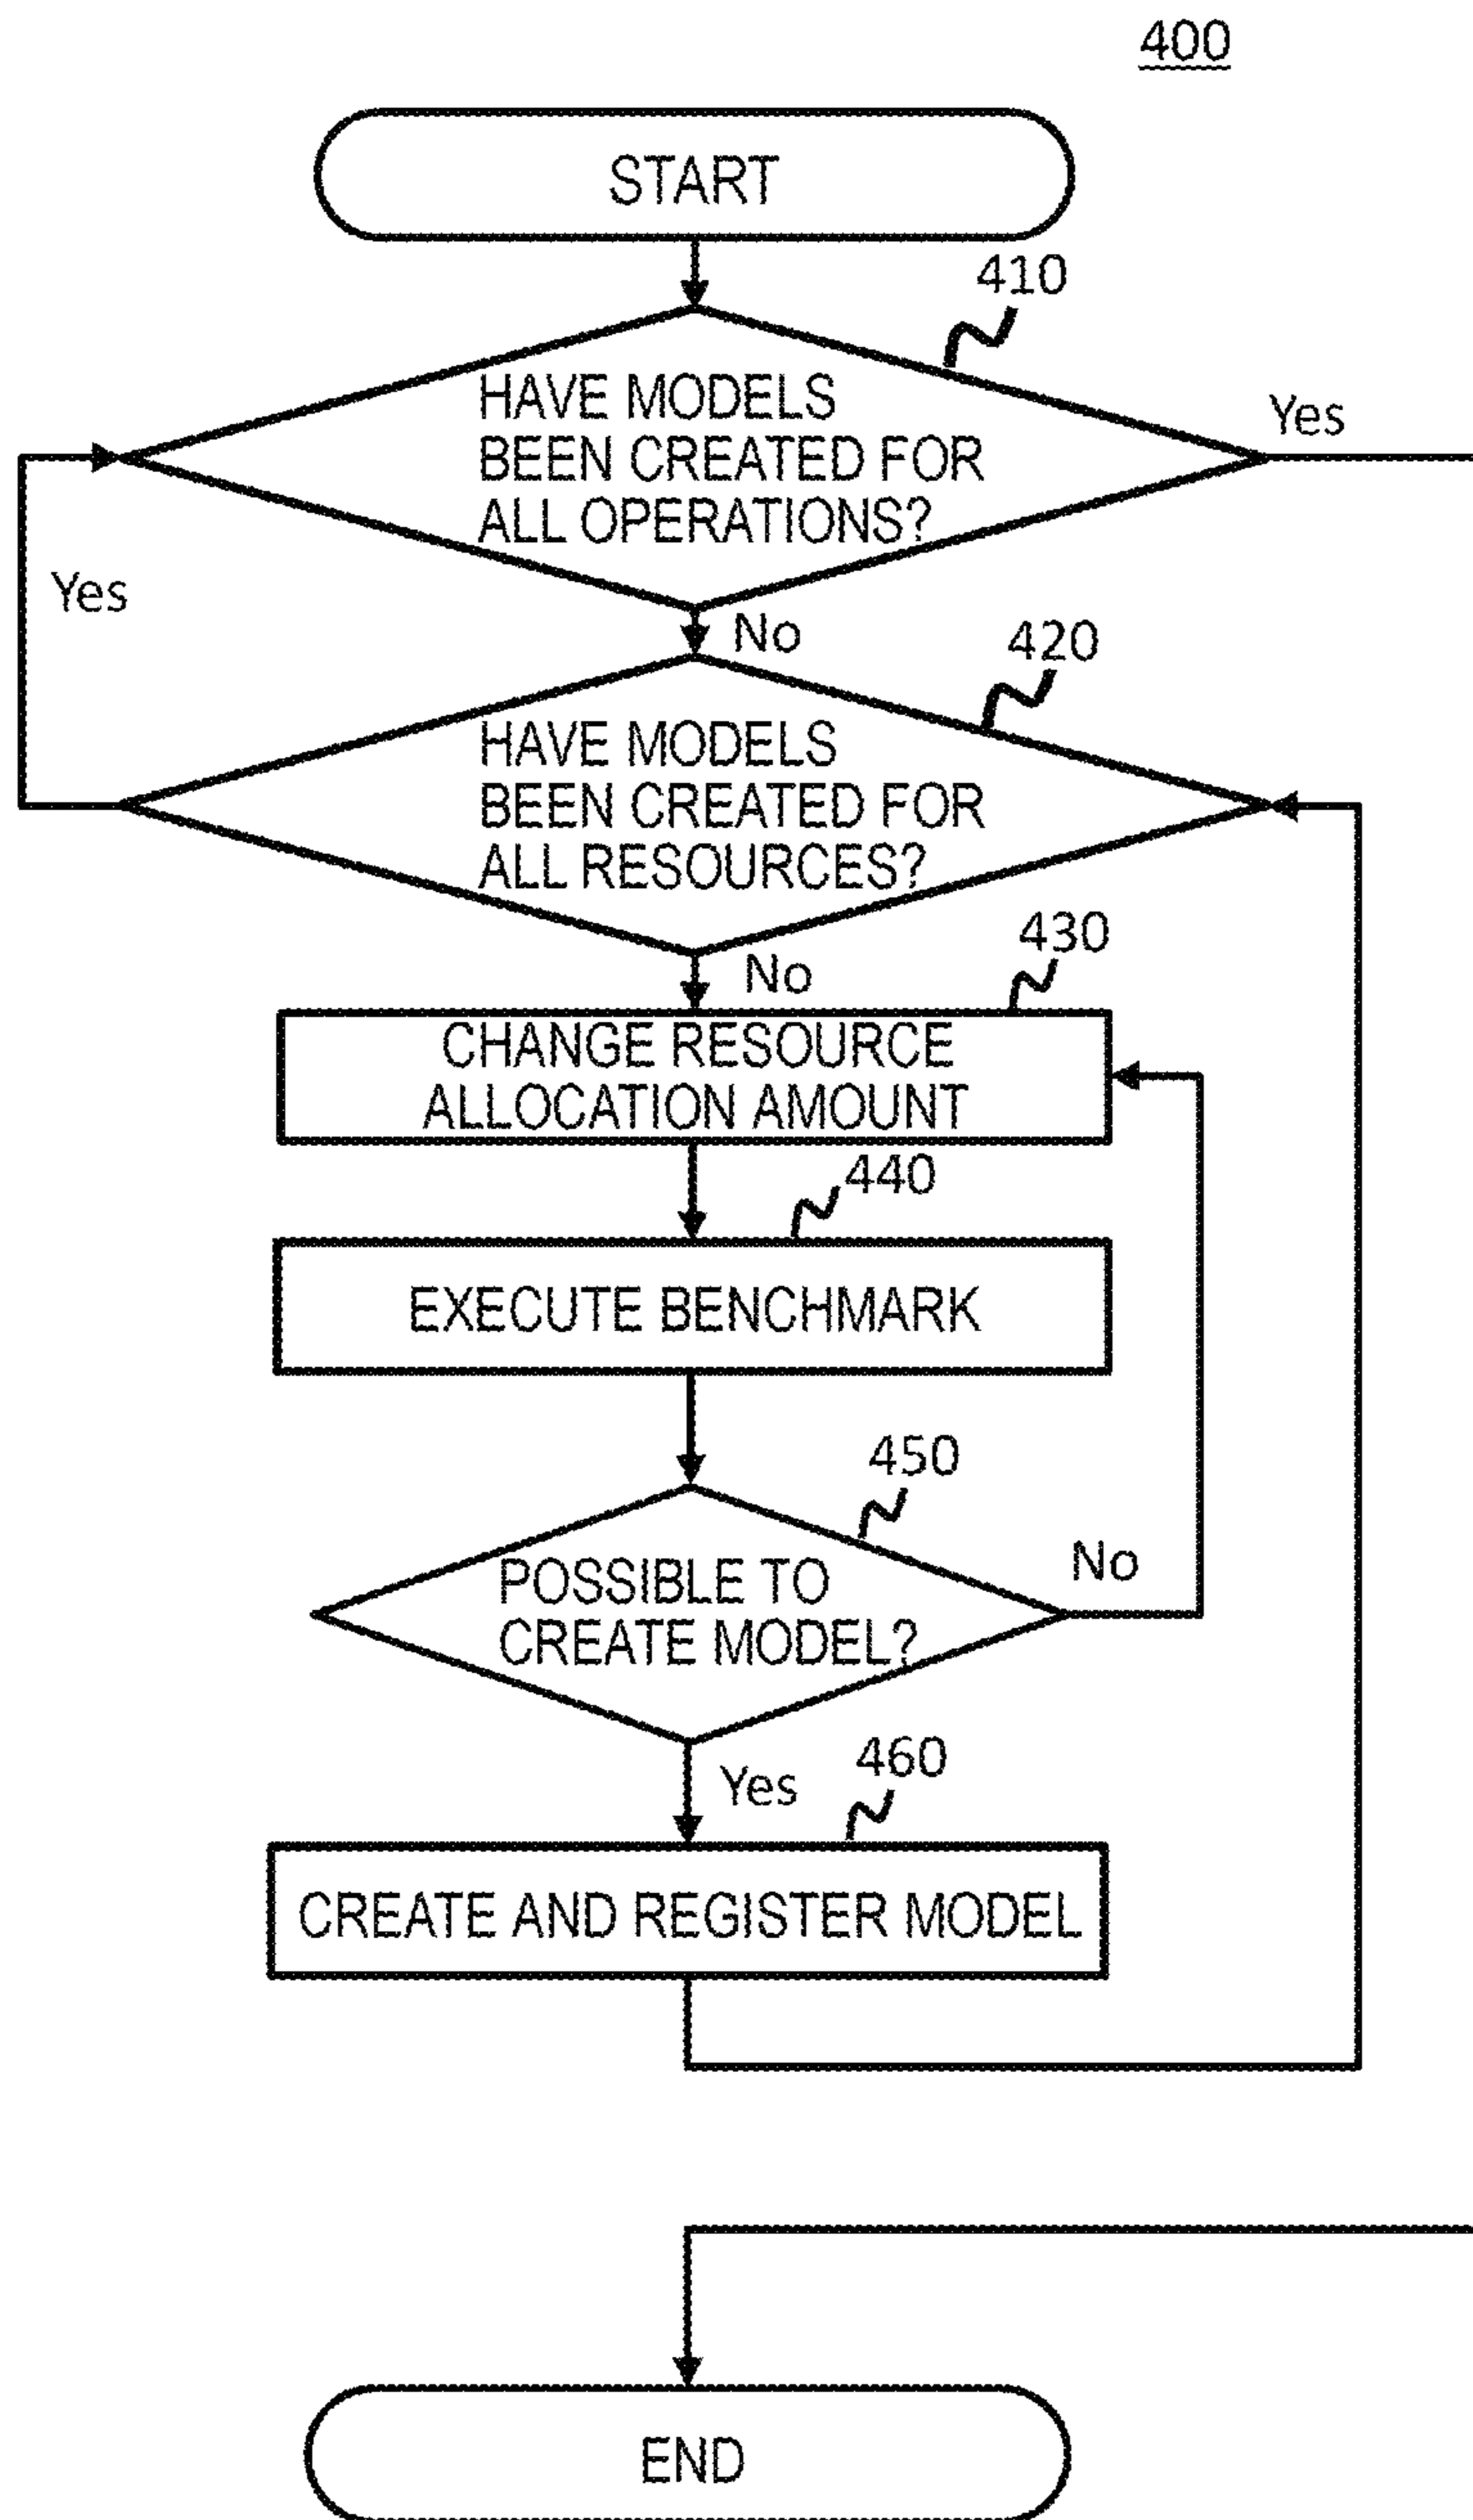 400
START
410
HAVE MODELS
BEEN CREATED FOR
ALL OPERATIONS?
Yes
Yes
No
420
HAVE MODELS
BEEN CREATED FOR
ALL RESOURCES?
No
430
CHANGE RESOURCE
ALLOCATION AMOUNT
440
EXECUTE BENCHMARK
450
POSSIBLE TO
CREATE MODEL?
No
Yes
460
CREATE AND REGISTER MODEL
END